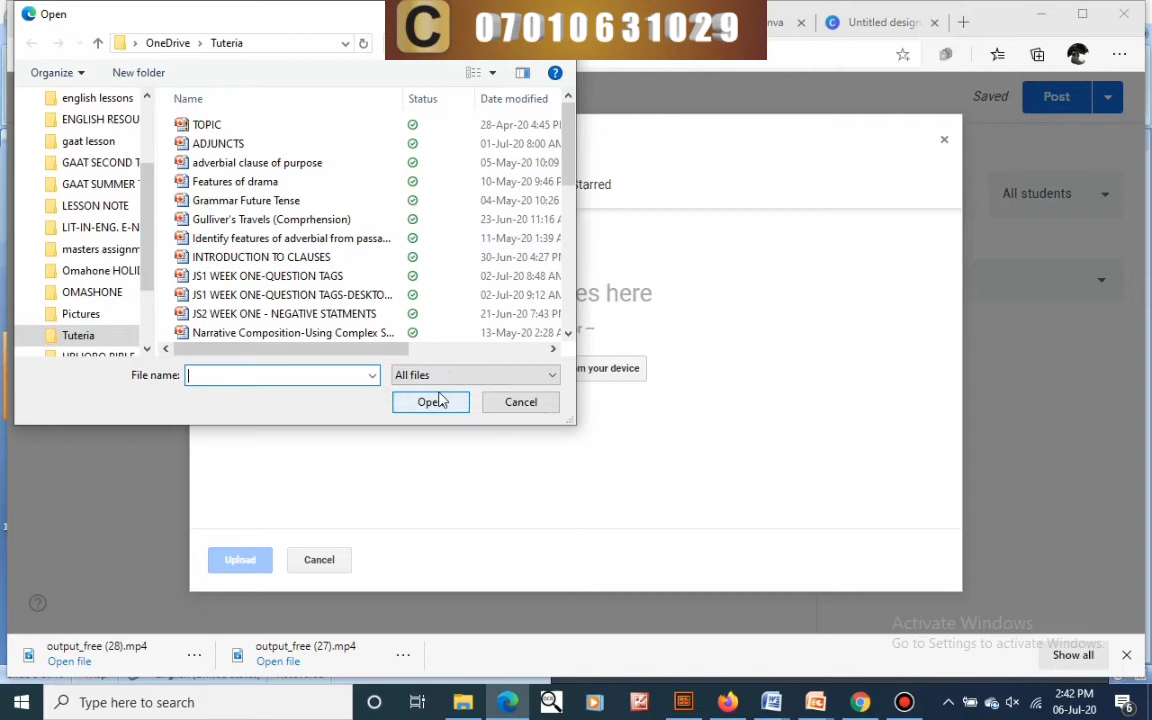 Open
C 07010631029
OneDrive > Tuteria
Untitled design
Organize
New folder
Name
Status
Date modified
english lessons
ENGLISH RESOU
gaat lesson
GAAT SECOND T
GAAT SUMMER T
LESSON NOTE
LIT-IN-ENG. E-N
masters assignm
Omahone HOLI
OMASHONE
Pictures
Tuteria
TOPIC 28-Apr-20 4:45 P
ADJUNCTS 01-Jul-20 8:00 AM
adverbial clause of purpose 05-May-20 10:09
Features of drama 10-May-20 9:46 P
Grammar Future Tense 04-May-20 10:26
Gulliver's Travels (Comprhension) 23-Jun-20 11:16 A
Identify features of adverbial from passa... 11-May-20 1:39 A
INTRODUCTION TO CLAUSES 30-Jun-20 4:27 P
JS1 WEEK ONE-QUESTION TAGS 02-Jul-20 8:48 AM
JS1 WEEK ONE-QUESTION TAGS-DESKTO... 02-Jul-20 9:12 AM
JS2 WEEK ONE - NEGATIVE STATMENTS 21-Jun-20 7:43 P
Narrative Composition-Using Complex S... 13-May-20 2:28 A
File name:
All files
Open
Cancel
Saved
Post
Starred
All students
es here
m your device
Upload
Cancel
Activate Windows
Go to Settings to activate Windows.
output_free (28).mp4
Open file
output_free (27).mp4
Open file
Show all
Type here to search
2:42 PM
06-Jul-20
6